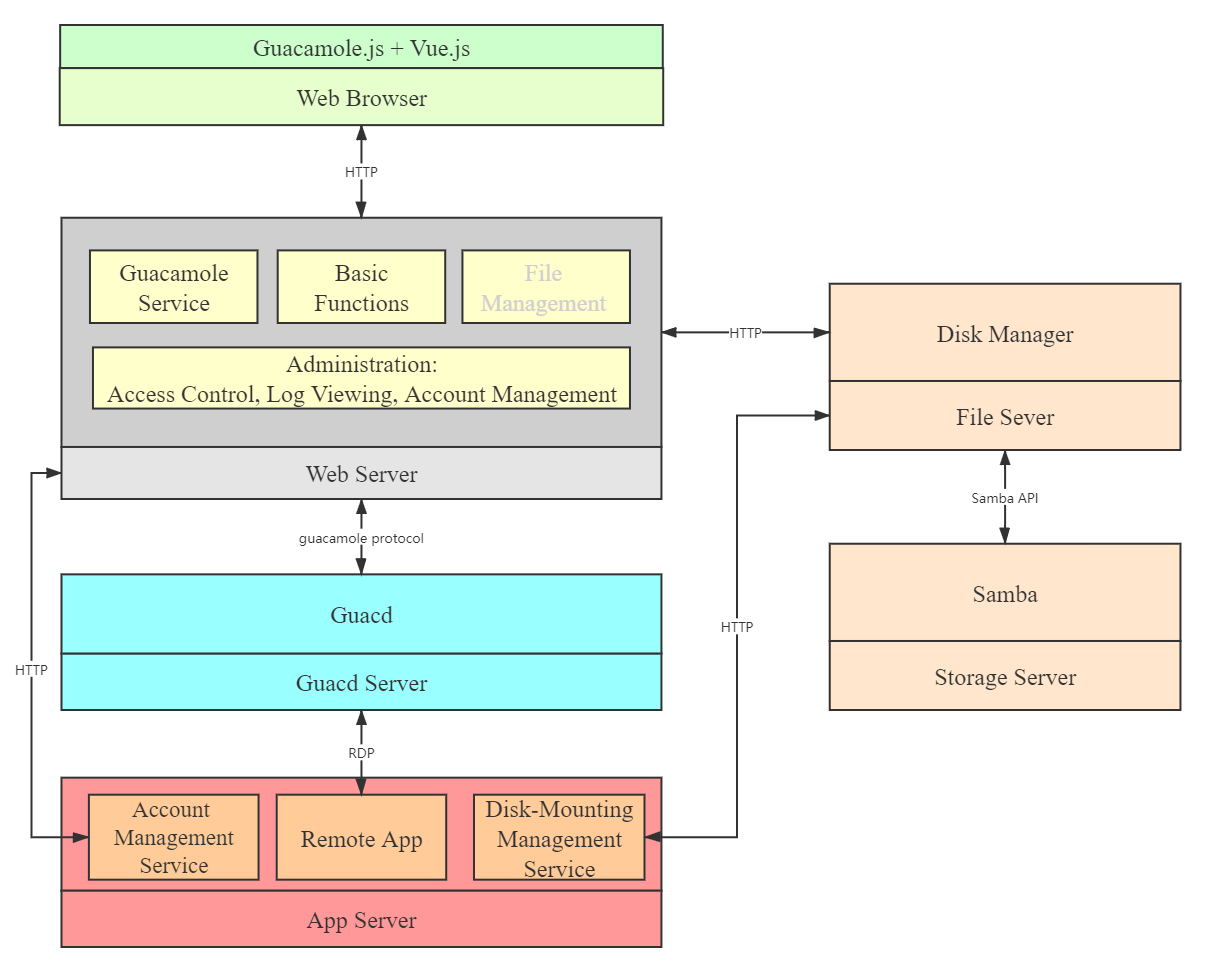 Guacamole.js + Vue.js
Web Browser
HTTP
Guacamole
Service
Basic
Functions
File
Management
Administration:
Access Control, Log Viewing, Account Management
Web Server
HTTP
Disk Manager
File Sever
Samba API
Samba
Storage Server
guacamole protocol
Guacd
Guacd Server
HTTP
HTTP
RDP
Account
Management
Service
Remote App
Disk-Mounting
Management
Service
App Server